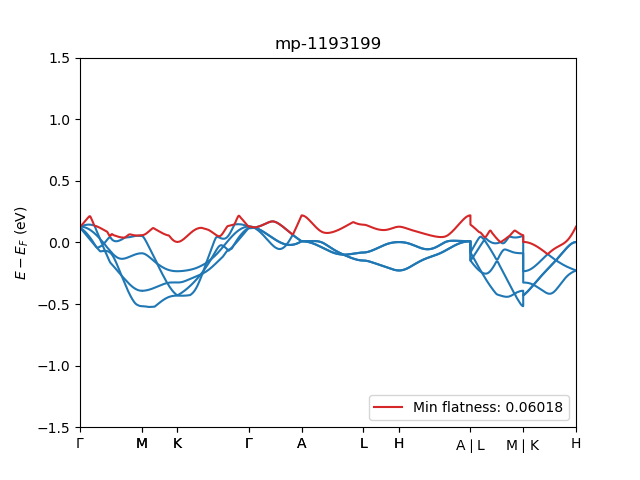 mp-1193199
E − E_F (eV)
1.5
1.0
0.5
0.0
−0.5
−1.0
−1.5
Min flatness: 0.06018
Γ M K Γ A L H A | L M | K H